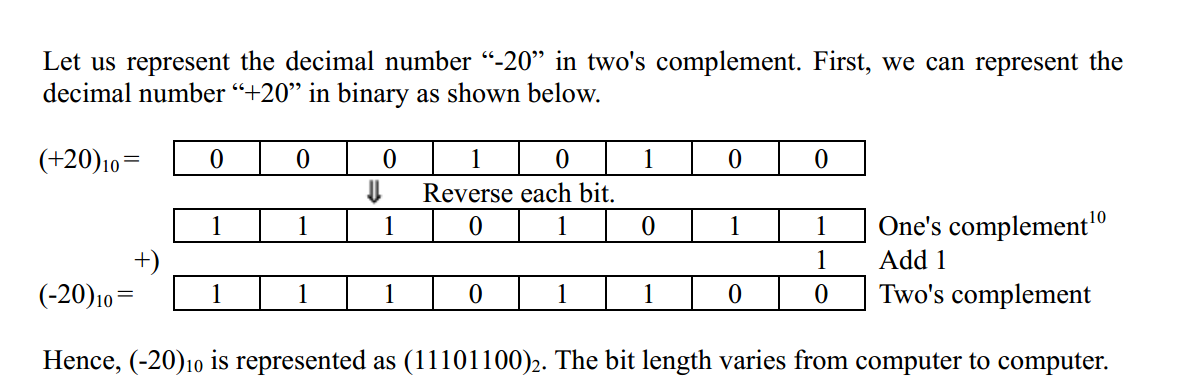 Let us represent the decimal number “-20” in two's complement. First, we can represent the
decimal number “+20” in binary as shown below.
(+20)₁₀= 0 0 0 1 0 1 0 0
⇓ Reverse each bit.
1 1 1 0 1 0 1 1 One's complement¹⁰
+) 1 Add 1
(-20)₁₀= 1 1 1 0 1 1 0 0 Two's complement
Hence, (-20)₁₀ is represented as (11101100)₂. The bit length varies from computer to computer.